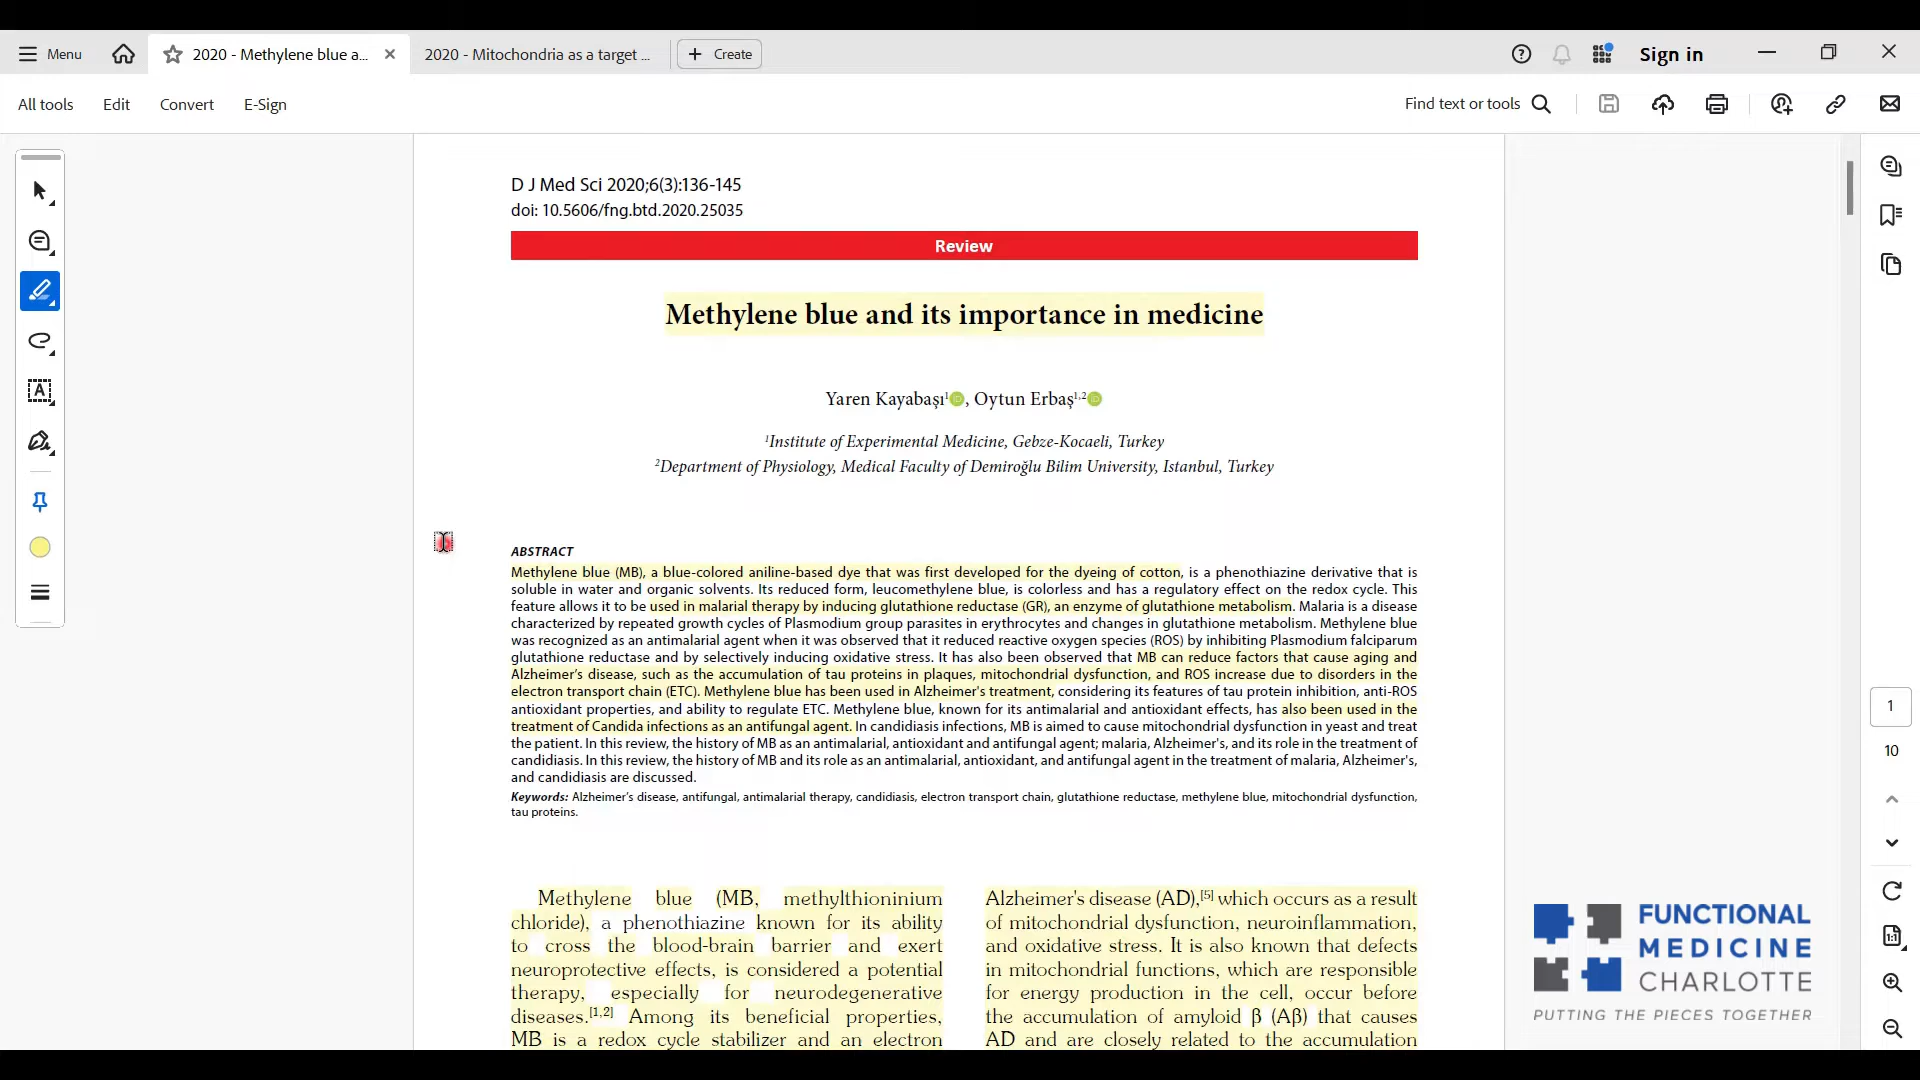 Menu
2020 - Methylene blue a...
2020 - Mitochondria as a target ...
Create
Sign in
All tools
Edit
Convert
E-Sign
Find text or tools
D J Med Sci 2020;6(3):136-145
doi: 10.5606/fng.btd.2020.25035
Review
Methylene blue and its importance in medicine
Yaren Kayabaşı¹, Oytun Erbaş¹,²
¹Institute of Experimental Medicine, Gebze-Kocaeli, Turkey
²Department of Physiology, Medical Faculty of Demiroğlu Bilim University, Istanbul, Turkey
ABSTRACT
Methylene blue (MB), a blue-colored aniline-based dye that was first developed for the dyeing of cotton, is a phenothiazine derivative that is
soluble in water and organic solvents. Its reduced form, leucomethylene blue, is colorless and has a regulatory effect on the redox cycle. This
feature allows it to be used in malarial therapy by inducing glutathione reductase (GR), an enzyme of glutathione metabolism. Malaria is a disease
characterized by repeated growth cycles of Plasmodium group parasites in erythrocytes and changes in glutathione metabolism. Methylene blue
was recognized as an antimalarial agent when it was observed that it reduced reactive oxygen species (ROS) by inhibiting Plasmodium falciparum
glutathione reductase and by selectively inducing oxidative stress. It has also been observed that MB can reduce factors that cause aging and
Alzheimer's disease, such as the accumulation of tau proteins in plaques, mitochondrial dysfunction, and ROS increase due to disorders in the
electron transport chain (ETC). Methylene blue has been used in Alzheimer's treatment, considering its features of tau protein inhibition, anti-ROS
antioxidant properties, and ability to regulate ETC. Methylene blue, known for its antimalarial and antioxidant effects, has also been used in the
treatment of Candida infections as an antifungal agent. In candidiasis infections, MB is aimed to cause mitochondrial dysfunction in yeast and treat
the patient. In this review, the history of MB as an antimalarial, antioxidant and antifungal agent; malaria, Alzheimer's, and its role in the treatment of
candidiasis. In this review, the history of MB and its role as an antimalarial, antioxidant, and antifungal agent in the treatment of malaria, Alzheimer's,
and candidiasis are discussed.
Keywords: Alzheimer's disease, antifungal, antimalarial therapy, candidiasis, electron transport chain, glutathione reductase, methylene blue, mitochondrial dysfunction,
tau proteins.
Methylene blue (MB, methylthioninium
chloride), a phenothiazine known for its ability
to cross the blood-brain barrier and exert
neuroprotective effects, is considered a potential
therapy, especially for neurodegenerative
diseases.[1,2] Among its beneficial properties,
MB is a redox cycle stabilizer and an electron
Alzheimer's disease (AD),[5] which occurs as a result
of mitochondrial dysfunction, neuroinflammation,
and oxidative stress. It is also known that defects
in mitochondrial functions, which are responsible
for energy production in the cell, occur before
the accumulation of amyloid β (Aβ) that causes
AD and are closely related to the accumulation
1
10
FUNCTIONAL
MEDICINE
CHARLOTTE
PUTTING THE PIECES TOGETHER